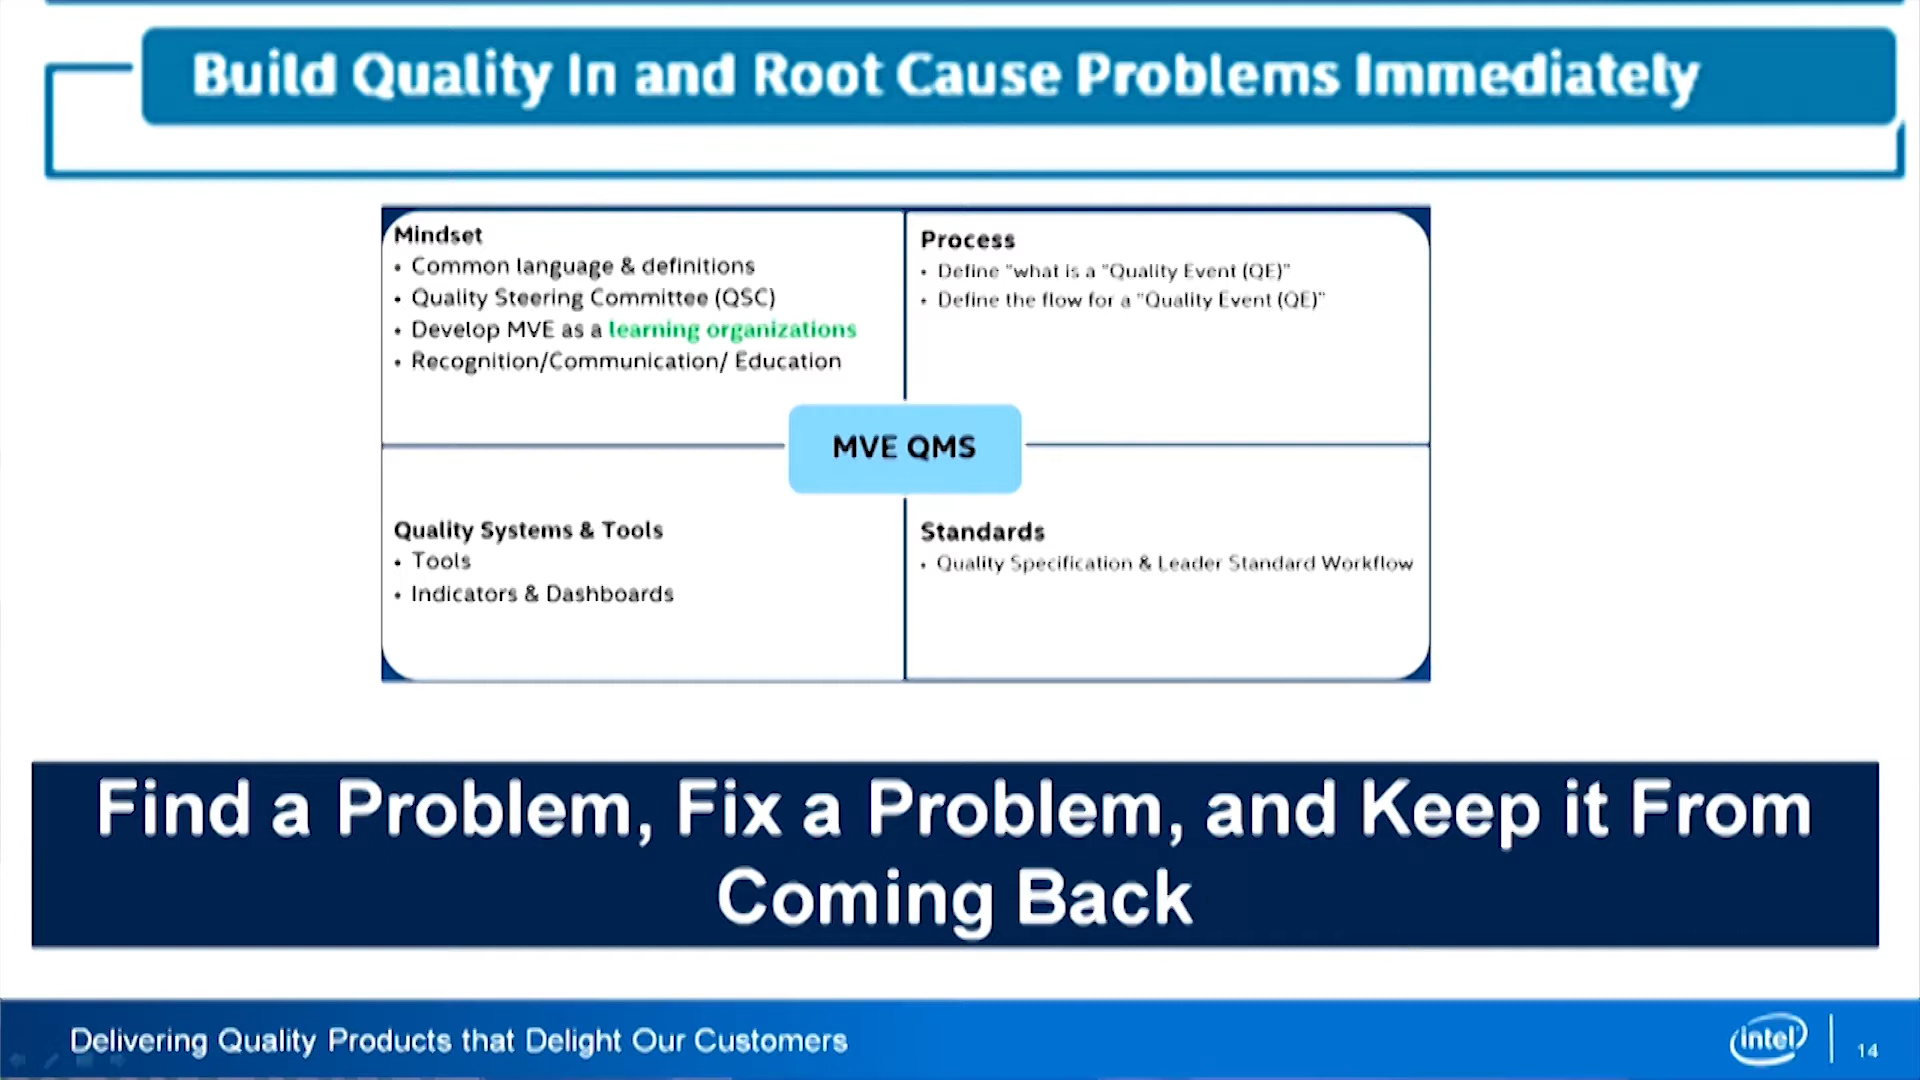 Build Quality In and Root Cause Problems Immediately
Mindset
• Common language & definitions
• Quality Steering Committee (QSC)
• Develop MVE as a learning organizations
• Recognition/Communication/ Education
Process
• Define "what is a "Quality Event (QE)"
• Define the flow for a "Quality Event (QE)"
MVE QMS
Quality Systems & Tools
• Tools
• Indicators & Dashboards
Standards
• Quality Specification & Leader Standard Workflow
Find a Problem, Fix a Problem, and Keep it From
Coming Back
Delivering Quality Products that Delight Our Customers
intel
14